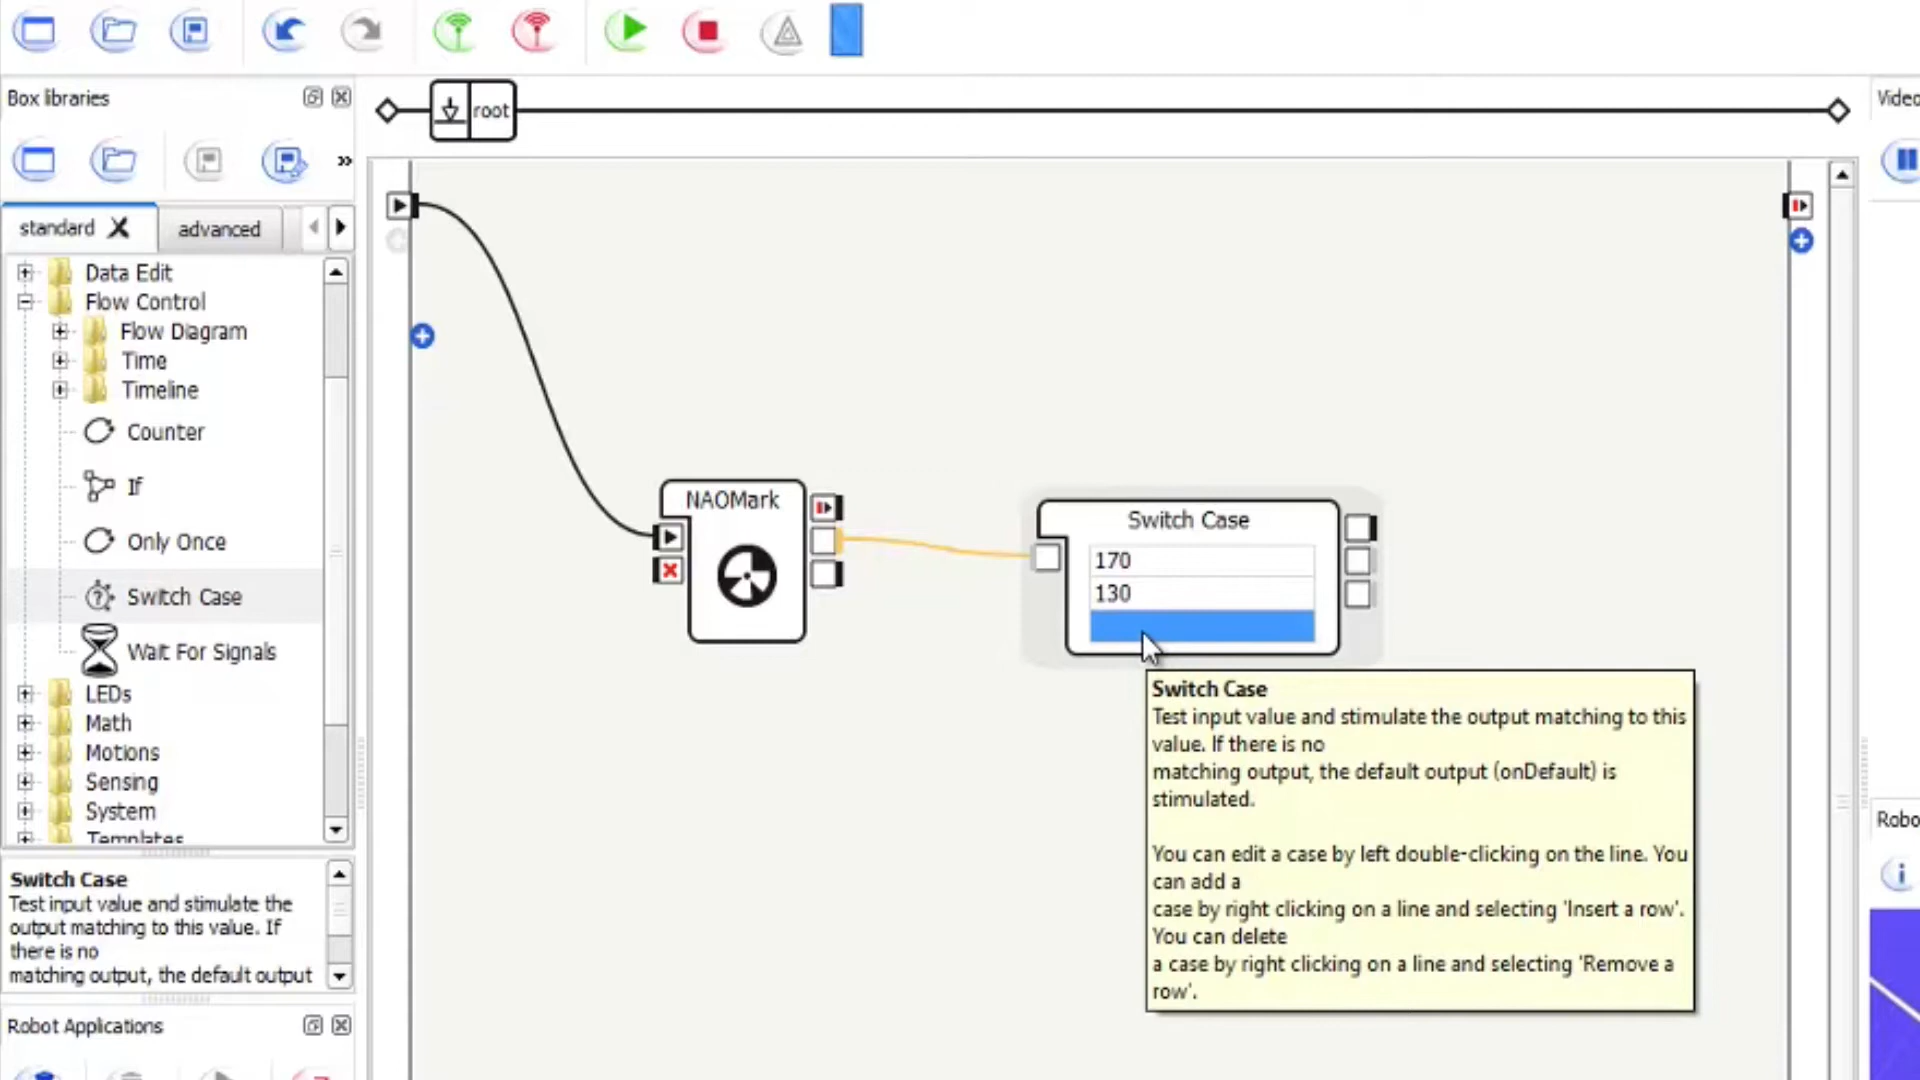 Box libraries
root
Video
standard
advanced
Data Edit
Flow Control
Flow Diagram
Time
Timeline
Counter
If
Only Once
Switch Case
Wait For Signals
LEDs
Math
Motions
Sensing
System
Templates
Switch Case
Test input value and stimulate the
output matching to this value. If
there is no
matching output, the default output
Robot Applications
NAOMark
Switch Case
170
130
Switch Case
Test input value and stimulate the output matching to this
value. If there is no
matching output, the default output (onDefault) is
stimulated.
You can edit a case by left double-clicking on the line. You
can add a
case by right clicking on a line and selecting 'Insert a row'.
You can delete
a case by right clicking on a line and selecting 'Remove a
row'.
Robo